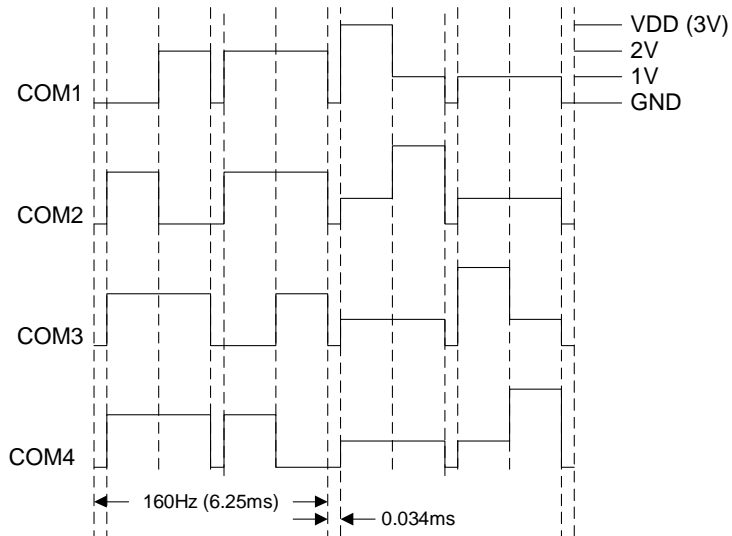 VDD (3V)
2V
1V
GND
COM1
COM2
COM3
COM4
160Hz (6.25ms)
0.034ms